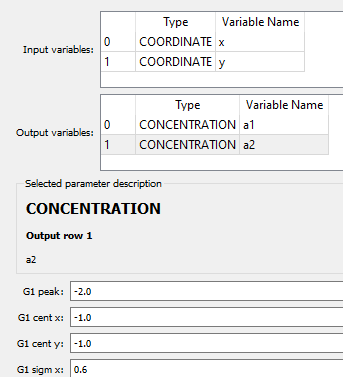 Type Variable Name
Input variables:
0 COORDINATE x
1 COORDINATE y
Type Variable Name
Output variables:
0 CONCENTRATION a1
1 CONCENTRATION a2
Selected parameter description
CONCENTRATION
Output row 1
a2
G1 peak: -2.0
G1 cent x: -1.0
G1 cent y: -1.0
G1 sigm x: 0.6